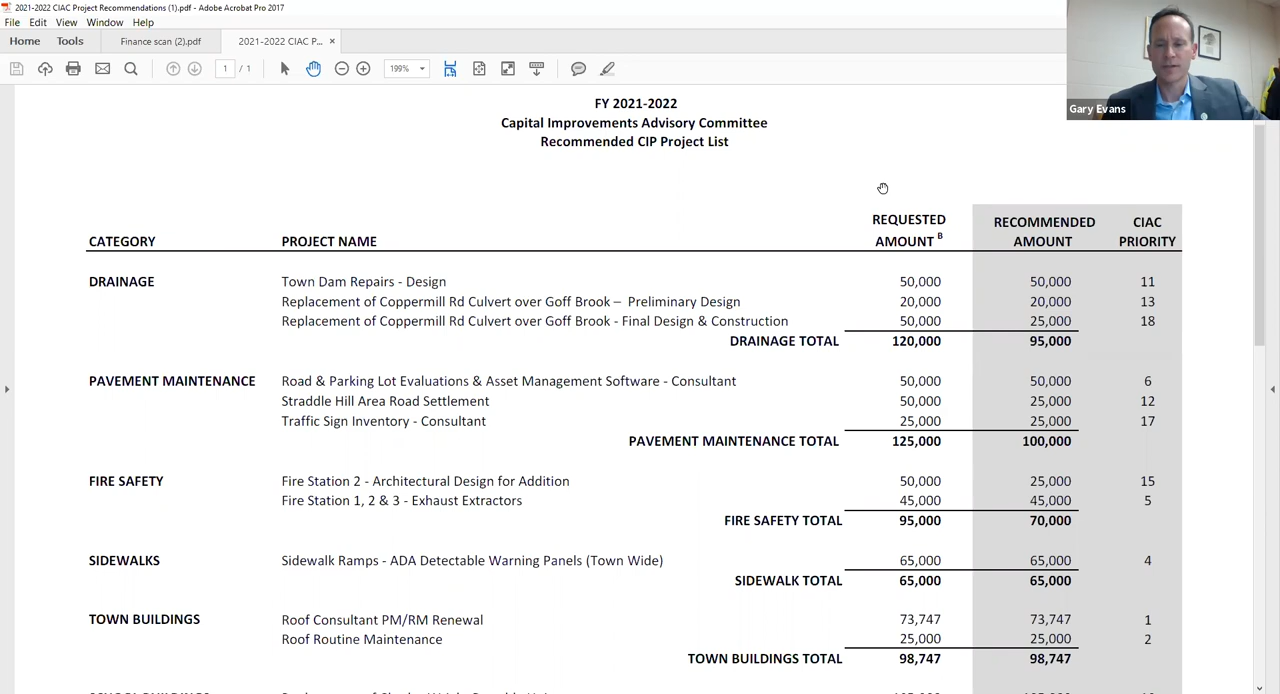 2021-2022 CIAC Project Recommendations (1).pdf - Adobe Acrobat Pro 2017
File Edit View Window Help
Home Tools Finance scan (2).pdf 2021-2022 CIAC P... ×
1 / 1 199%
Gary Evans
FY 2021-2022
Capital Improvements Advisory Committee
Recommended CIP Project List
REQUESTED RECOMMENDED CIAC
CATEGORY PROJECT NAME AMOUNT B AMOUNT PRIORITY
DRAINAGE Town Dam Repairs - Design 50,000 50,000 11
Replacement of Coppermill Rd Culvert over Goff Brook – Preliminary Design 20,000 20,000 13
Replacement of Coppermill Rd Culvert over Goff Brook - Final Design & Construction 50,000 25,000 18
DRAINAGE TOTAL 120,000 95,000
PAVEMENT MAINTENANCE Road & Parking Lot Evaluations & Asset Management Software - Consultant 50,000 50,000 6
Straddle Hill Area Road Settlement 50,000 25,000 12
Traffic Sign Inventory - Consultant 25,000 25,000 17
PAVEMENT MAINTENANCE TOTAL 125,000 100,000
FIRE SAFETY Fire Station 2 - Architectural Design for Addition 50,000 25,000 15
Fire Station 1, 2 & 3 - Exhaust Extractors 45,000 45,000 5
FIRE SAFETY TOTAL 95,000 70,000
SIDEWALKS Sidewalk Ramps - ADA Detectable Warning Panels (Town Wide) 65,000 65,000 4
SIDEWALK TOTAL 65,000 65,000
TOWN BUILDINGS Roof Consultant PM/RM Renewal 73,747 73,747 1
Roof Routine Maintenance 25,000 25,000 2
TOWN BUILDINGS TOTAL 98,747 98,747